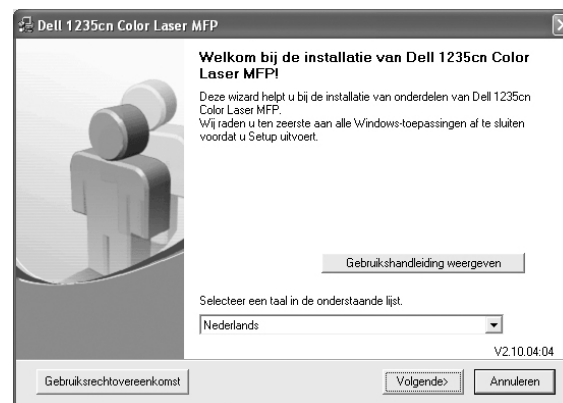 Dell 1235cn Color Laser MFP
Welkom bij de installatie van Dell 1235cn Color
Laser MFP!
Deze wizard helpt u bij de installatie van onderdelen van Dell 1235cn
Color Laser MFP.
Wij raden u ten zeerste aan alle Windows-toepassingen af te sluiten
voordat u Setup uitvoert.
Gebruikshandleiding weergeven
Selecteer een taal in de onderstaande lijst.
Nederlands
V2.10.04:04
Gebruiksrechtovereenkomst
Volgende>
Annuleren